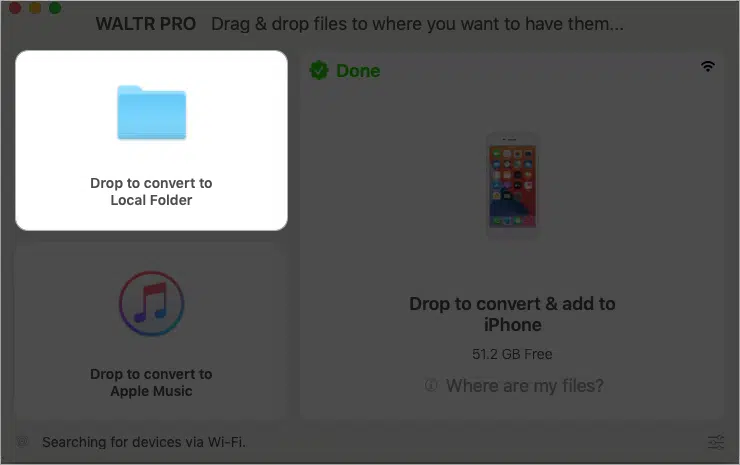 WALTR PRO Drag & drop files to where you want to have them...
Drop to convert to
Local Folder
Done
Drop to convert & add to
iPhone
51.2 GB Free
Where are my files?
Drop to convert to
Apple Music
Searching for devices via Wi-Fi.